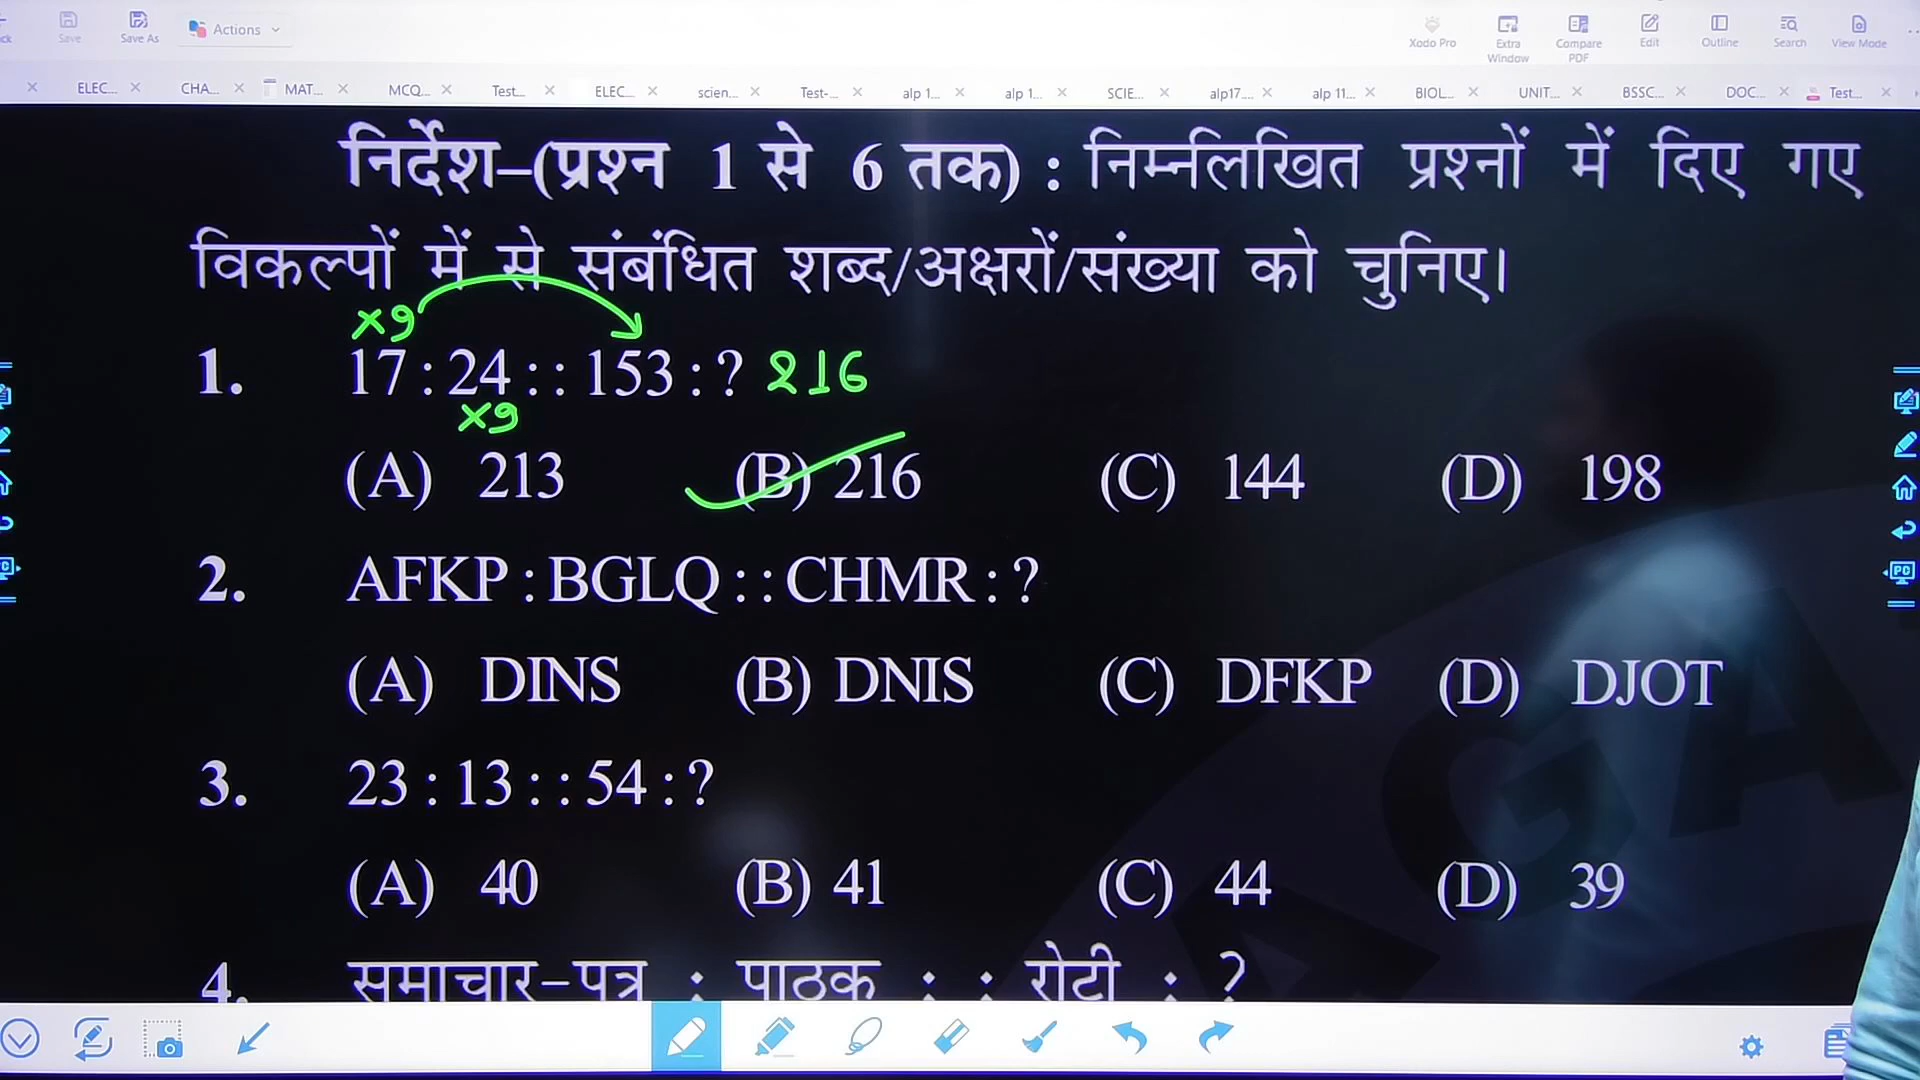 Save
Save As
Actions
Xodo Pro
Extra Window
Compare PDF
Edit
Outline
Search
View Mode
ELEC... CHA... MAT... MCQ... Test... ELEC... scien... Test-... alp 1... alp 1... SCIE... alp17.... alp 11... BIOL... UNIT... BSSC... DOC... Test...
निर्देश–(प्रश्न 1 से 6 तक) : निम्नलिखित प्रश्नों में दिए गए
विकल्पों में से संबंधित शब्द/अक्षरों/संख्या को चुनिए।
×9
1. 17 : 24 : : 153 : ? 216
×9
(A) 213 (B) 216 (C) 144 (D) 198
2. AFKP : BGLQ : : CHMR : ?
(A) DINS (B) DNIS (C) DFKP (D) DJOT
3. 23 : 13 : : 54 : ?
(A) 40 (B) 41 (C) 44 (D) 39
4. समाचार–पत्र : पाठक : : रोटी : ?